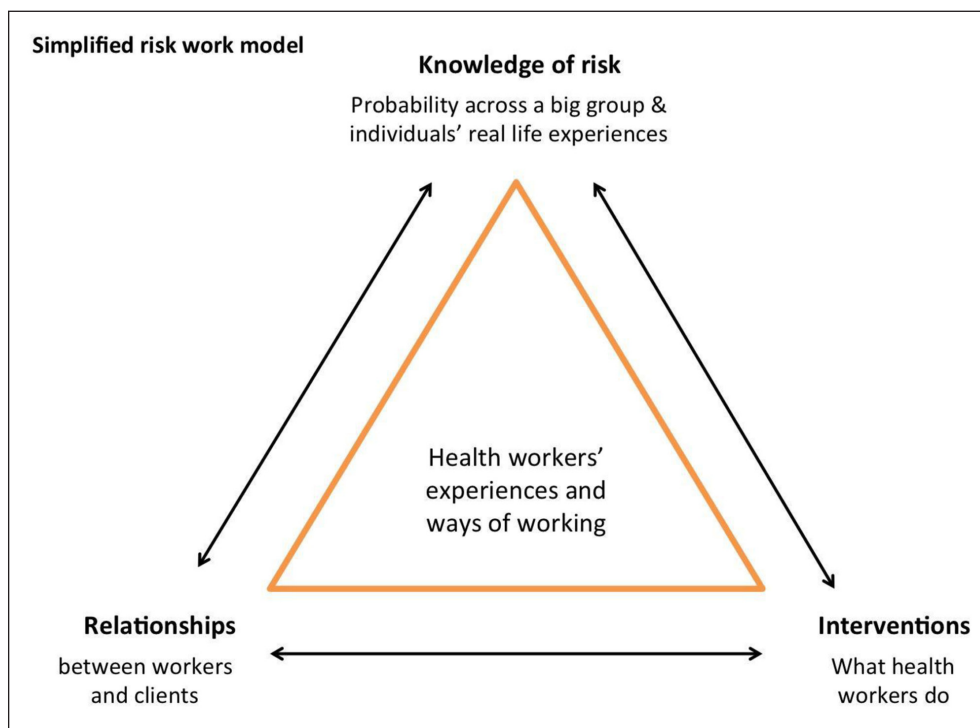 Simplified risk work model
Knowledge of risk
Probability across a big group &
individuals’ real life experiences
Health workers’
experiences and
ways of working
Relationships
between workers
and clients
Interventions
What health
workers do